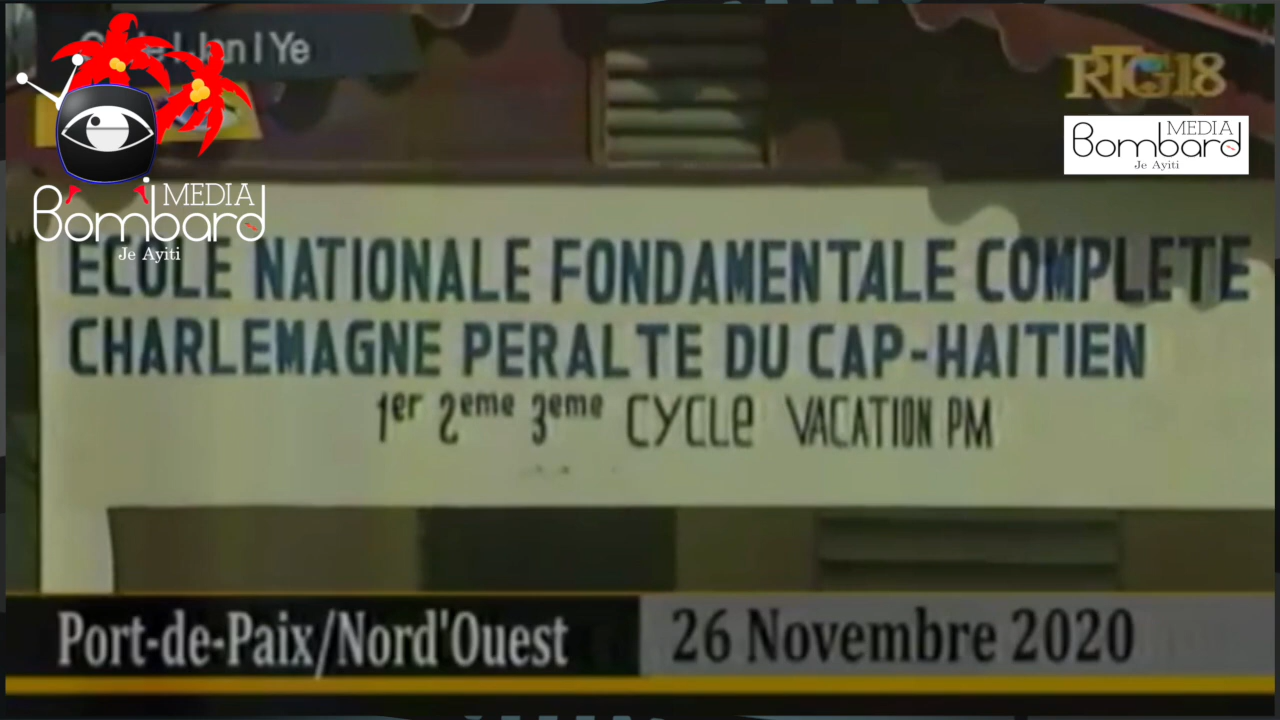 RTG18
MEDIA
Bombard
Je Ayiti
MEDIA
Bombard
Je Ayiti
ECOLE NATIONALE FONDAMENTALE COMPLETE
CHARLEMAGNE PERALTE DU CAP-HAITIEN
1er 2eme 3eme CYCLE VACATION PM
Port-de-Paix/Nord'Ouest
26 Novembre 2020